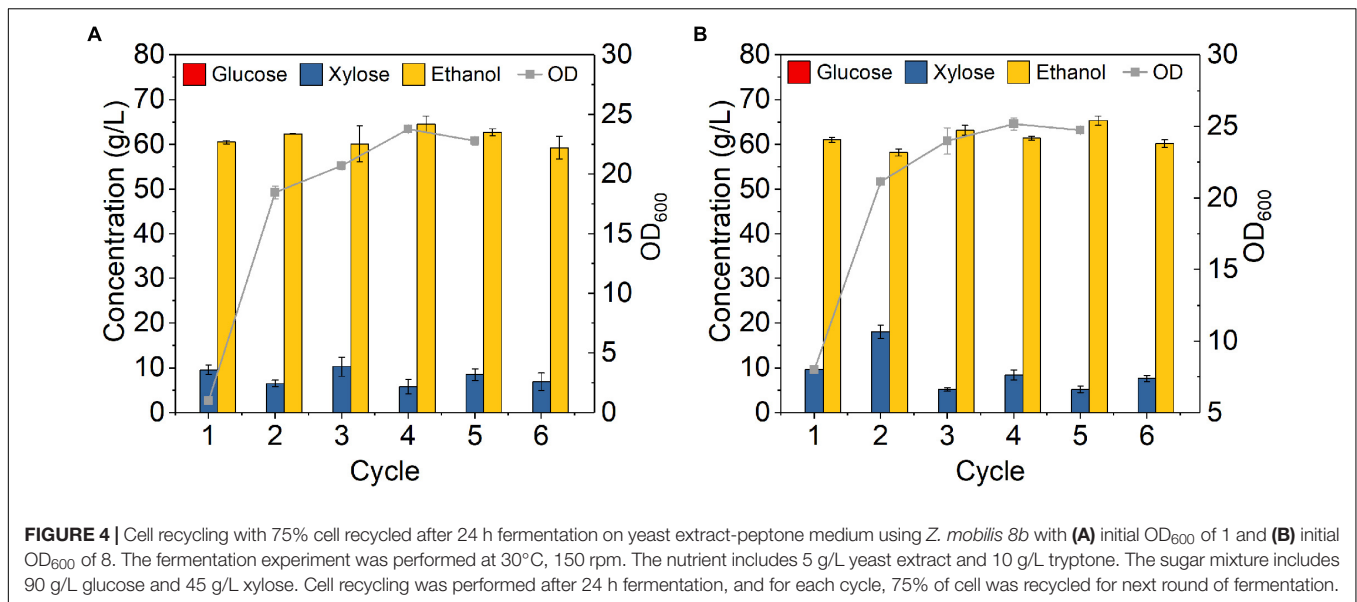 A
B
80
70
60
50
40
30
20
10
0
Concentration (g/L)
Glucose Xylose Ethanol OD
30
25
20
15
10
5
0
OD600
1 2 3 4 5 6
Cycle
80
70
60
50
40
30
20
10
0
Concentration (g/L)
Glucose Xylose Ethanol OD
30
25
20
15
10
5
OD600
1 2 3 4 5 6
Cycle
FIGURE 4 | Cell recycling with 75% cell recycled after 24 h fermentation on yeast extract-peptone medium using Z. mobilis 8b with (A) initial OD600 of 1 and (B) initial
OD600 of 8. The fermentation experiment was performed at 30°C, 150 rpm. The nutrient includes 5 g/L yeast extract and 10 g/L tryptone. The sugar mixture includes
90 g/L glucose and 45 g/L xylose. Cell recycling was performed after 24 h fermentation, and for each cycle, 75% of cell was recycled for next round of fermentation.